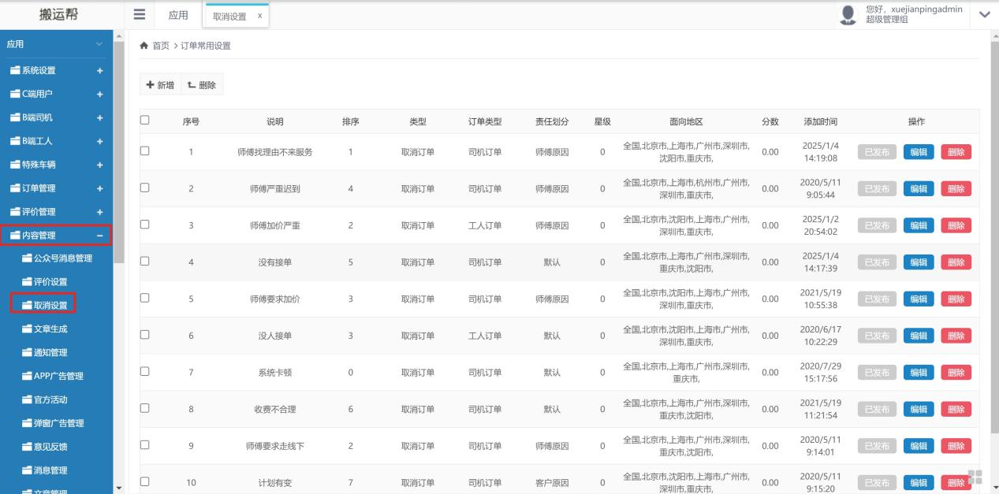 搬运帮
应用
取消设置 x
您好，xuejianpingadmin
超级管理组
应用
系统设置 +
C端用户 +
B端司机 +
B端工人 +
特殊车辆 +
订单管理 +
评价管理 +
内容管理 −
公众号消息管理
评价设置
取消设置
文章生成
通知管理
APP广告管理
官方活动
弹窗广告管理
意见反馈
消息管理
文章管理
首页 > 订单常用设置
+ 新增 删除
序号 说明 排序 类型 订单类型 责任划分 星级 面向地区 分数 添加时间 操作
1 师傅找理由不来服务 1 取消订单 司机订单 师傅原因 0 全国,北京市,上海市,广州市,深圳市, 0.00 2025/1/4 已发布 编辑 删除
沈阳市,重庆市, 14:19:08
2 师傅严重迟到 4 取消订单 司机订单 师傅原因 0 全国,北京市,上海市,杭州市,广州市, 0.00 2020/5/11 已发布 编辑 删除
深圳市,重庆市, 9:05:44
3 师傅加价严重 2 取消订单 工人订单 师傅原因 0 全国,北京市,沈阳市,上海市,广州市, 0.00 2025/1/2 已发布 编辑 删除
深圳市,重庆市, 20:54:02
4 没有接单 5 取消订单 司机订单 默认 0 全国,北京市,上海市,广州市,深圳市, 0.00 2025/1/4 已发布 编辑 删除
重庆市,沈阳市, 14:17:39
5 师傅要求加价 3 取消订单 司机订单 师傅原因 0 全国,北京市,沈阳市,上海市,广州市, 0.00 2021/5/19 已发布 编辑 删除
深圳市,重庆市, 10:55:38
6 没人接单 3 取消订单 工人订单 默认 0 全国,北京市,沈阳市,上海市,广州市, 0.00 2020/6/17 已发布 编辑 删除
深圳市,重庆市, 10:22:29
7 系统卡顿 0 取消订单 司机订单 默认 0 全国,北京市,上海市,广州市,深圳市, 0.00 2020/7/29 已发布 编辑 删除
重庆市, 15:17:56
8 收费不合理 6 取消订单 司机订单 默认 0 全国,北京市,上海市,广州市,深圳市, 0.00 2021/5/19 已发布 编辑 删除
重庆市,沈阳市, 11:21:54
9 师傅要求走线下 2 取消订单 司机订单 师傅原因 0 全国,北京市,上海市,广州市,深圳市, 0.00 2020/5/11 已发布 编辑 删除
重庆市,沈阳市, 9:14:01
10 计划有变 7 取消订单 司机订单 客户原因 0 全国,北京市,沈阳市,上海市,广州市, 0.00 2020/5/11 已发布 编辑 删除
深圳市,重庆市, 9:15:20